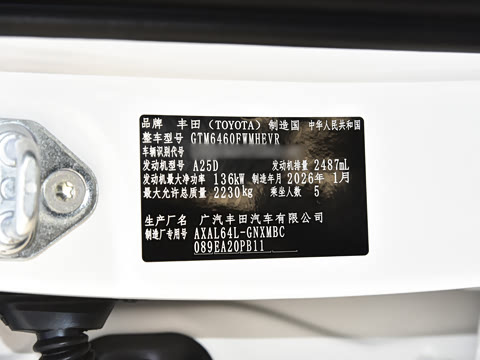 品牌 丰田(TOYOTA) 制造国 中华人民共和国
整车型号 GTM6460FWMHEVR
车辆识别代号
发动机型号 A25D 发动机排量 2487mL
发动机最大净功率 136kW 制造年月 2026年1月
最大允许总质量 2230kg 乘坐人数 5
生产厂厂 广汽丰田汽车有限公司
制造厂专用号 AXAL64L-GNXMBC
089EA20PB11